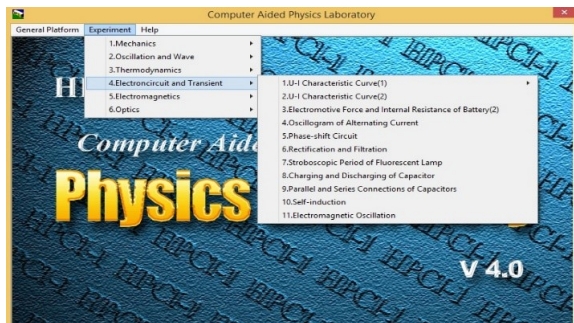 Computer Aided Physics Laboratory
General Platform Experiment Help
1.Mechanics
2.Oscillation and Wave
3.Thermodynamics
4.Electroncircuit and Transient
5.Electromagnetics
6.Optics
1.U-I Characteristic Curve(1)
2.U-I Characteristic Curve(2)
3.Electromotive Force and Internal Resistance of Battery(2)
4.Oscillogram of Alternating Current
5.Phase-shift Circuit
6.Rectification and Filtration
7.Stroboscopic Period of Fluorescent Lamp
8.Charging and Discharging of Capacitor
9.Parallel and Series Connections of Capacitors
10.Self-induction
11.Electromagnetic Oscillation
Computer
Physics
V 4.0